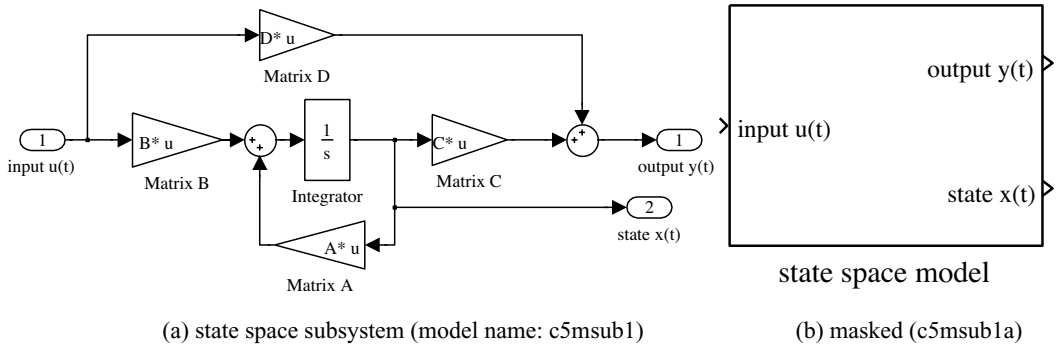 D* u
Matrix D
1
input u(t)
B* u
Matrix B
+
+
1
s
Integrator
C* u
Matrix C
+
+
1
output y(t)
2
state x(t)
A* u
Matrix A
(a) state space subsystem (model name: c5msub1)
output y(t)
input u(t)
state x(t)
state space model
(b) masked (c5msub1a)